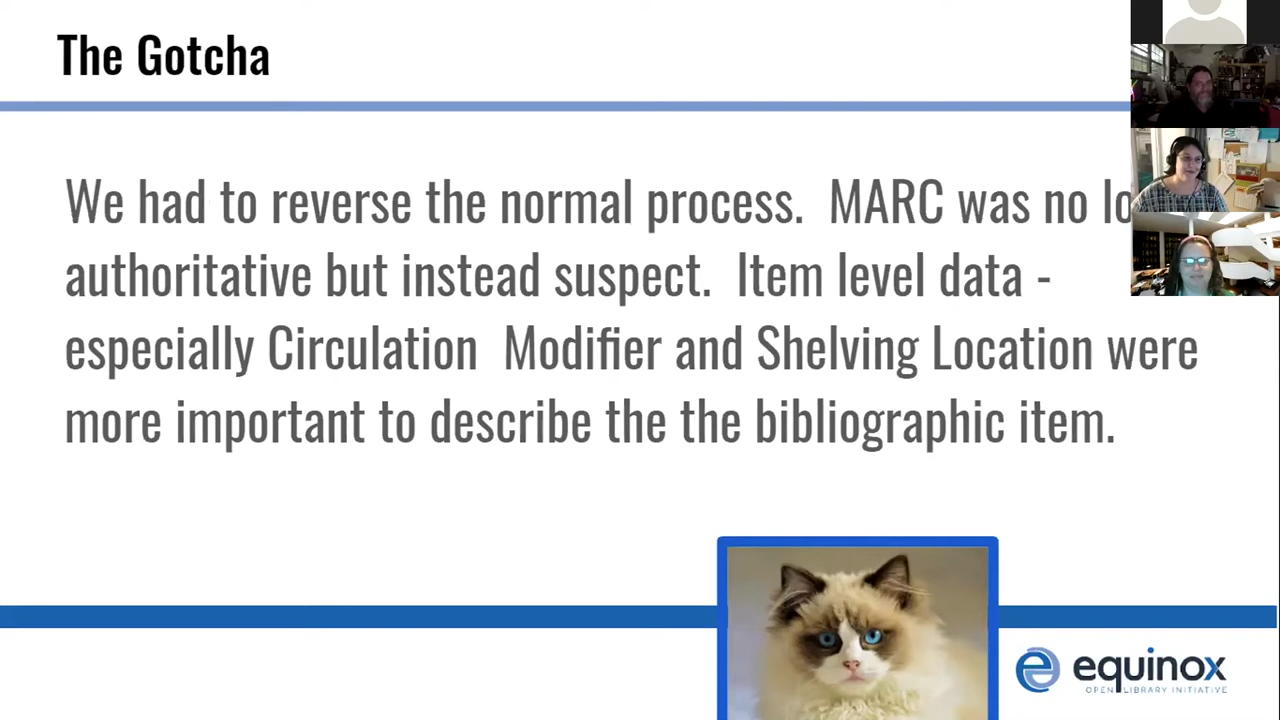 The Gotcha
We had to reverse the normal process. MARC was no lo
authoritative but instead suspect. Item level data -
especially Circulation Modifier and Shelving Location were
more important to describe the the bibliographic item.
equinox
OPEN LIBRARY INITIATIVE